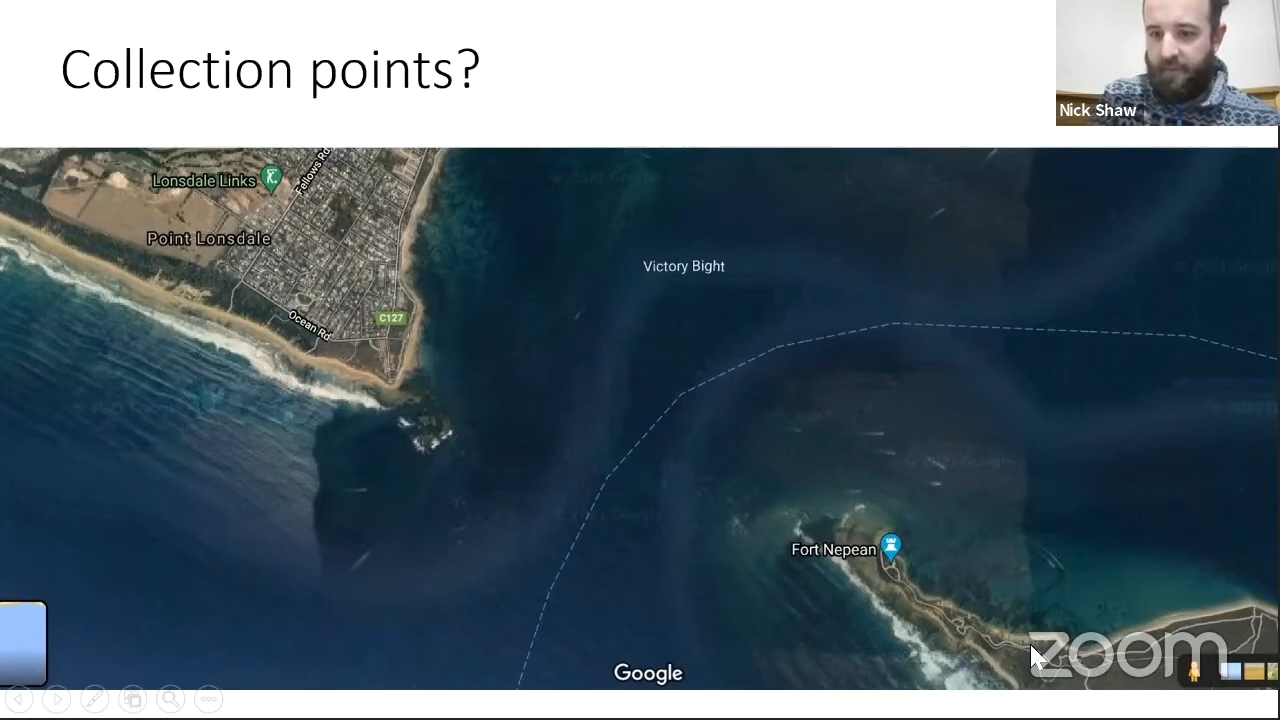 Collection points?
Nick Shaw
Lonsdale Links
Fellows Rd
Point Lonsdale
Victory Bight
C127
Ocean Rd
Fort Nepean
zoom
Google